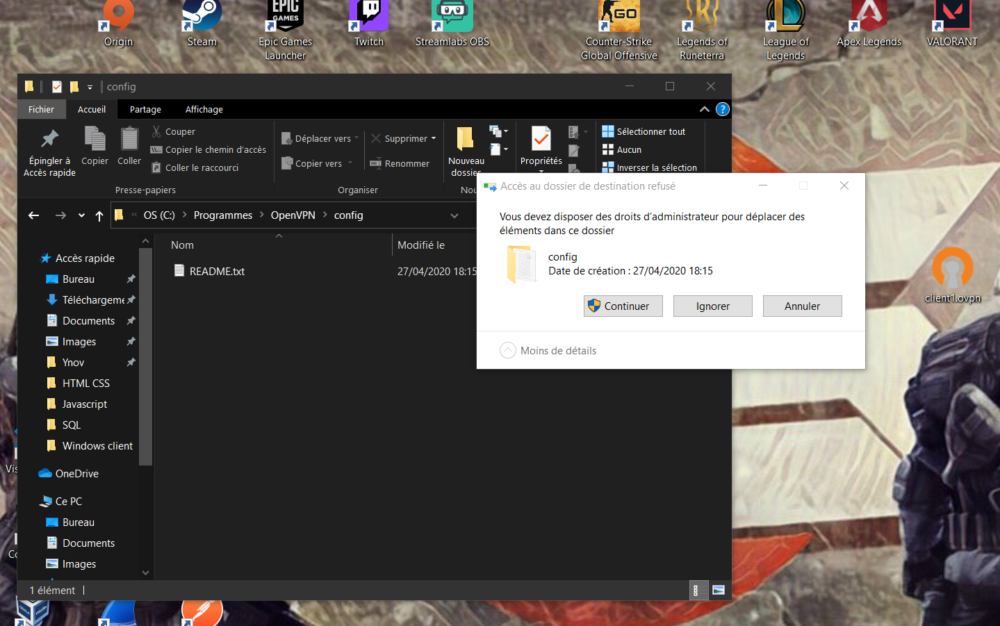 EPIC
GAMES
GO
Origin
Steam
Epic Games
Launcher
Twitch
Streamlabs OBS
Counter-Strike
Global Offensive
Legends of
Runeterra
League of
Legends
Apex Legends
VALORANT
config
Fichier
Accueil
Partage
Affichage
?
Épingler à
Accès rapide
Copier
Coller
Couper
Copier le chemin d'accès
Coller le raccourci
Presse-papiers
Déplacer vers
Copier vers
Supprimer
Renommer
Organiser
Nouveau
dossier
Nou
Propriétés
Sélectionner tout
Aucun
Inverser la sélection
« OS (C:) > Programmes > OpenVPN > config
Nom
Modifié le
README.txt
27/04/2020 18:15
Accès rapide
Bureau
Téléchargeme
Documents
Images
Ynov
HTML CSS
Javascript
SQL
Windows client
OneDrive
Ce PC
Bureau
Documents
Images
1 élément
Accès au dossier de destination refusé
Vous devez disposer des droits d'administrateur pour déplacer des
éléments dans ce dossier
config
Date de création : 27/04/2020 18:15
Continuer
Ignorer
Annuler
Moins de détails
client1.ovpn
Vis
Co